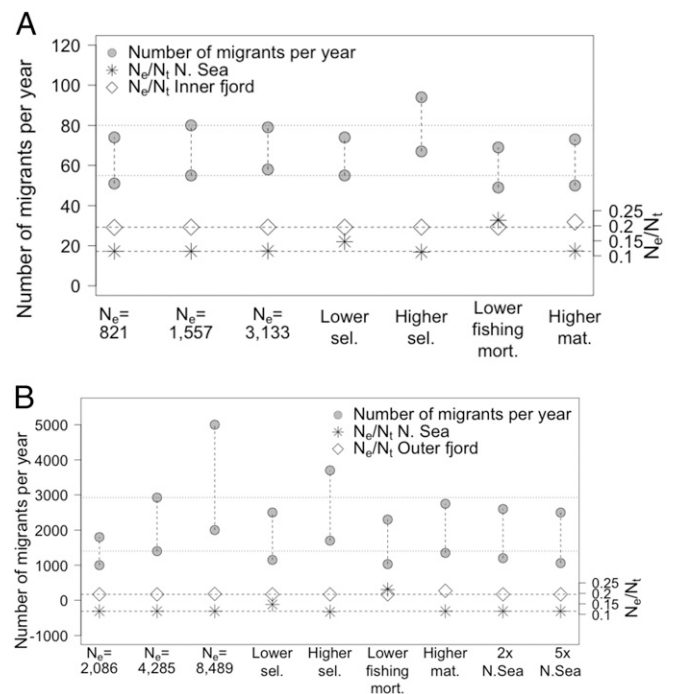 A
Number of migrants per year
120
100
80
60
40
20
0
Number of migrants per year
Ne/Nt N. Sea
Ne/Nt Inner fjord
0.25
0.2
0.15
0.1
Ne/Nt
Ne=
821
Ne=
1,557
Ne=
3,133
Lower
sel.
Higher
sel.
Lower
fishing
mort.
Higher
mat.
B
Number of migrants per year
5000
4000
3000
2000
1000
0
-1000
Number of migrants per year
Ne/Nt N. Sea
Ne/Nt Outer fjord
0.25
0.2
0.15
0.1
Ne/Nt
Ne=
2,086
Ne=
4,285
Ne=
8,489
Lower
sel.
Higher
sel.
Lower
fishing
mort.
Higher
mat.
2x
N.Sea
5x
N.Sea